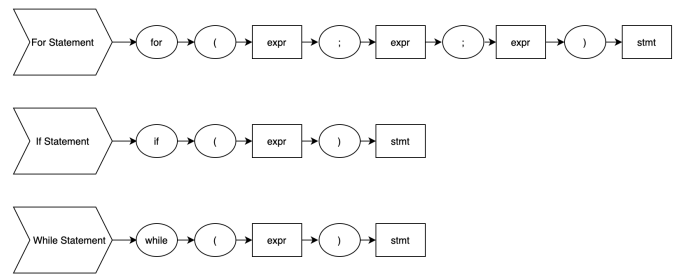 For Statement for ( expr ; expr ; expr ) stmt
If Statement if ( expr ) stmt
While Statement while ( expr ) stmt